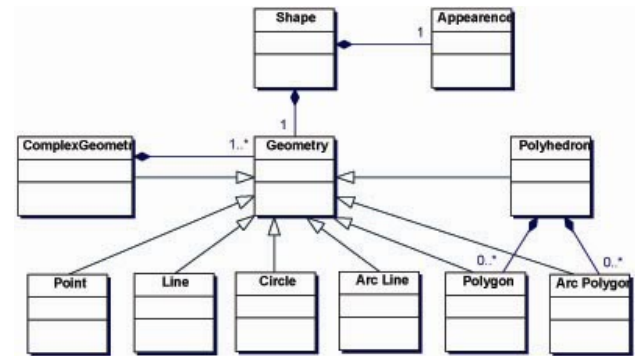 Shape
1
Appearence
1
ComplexGeometr
1..*
Geometry
Polyhedron
0..*
0..*
Point
Line
Circle
Arc Line
Polygon
Arc Polygon